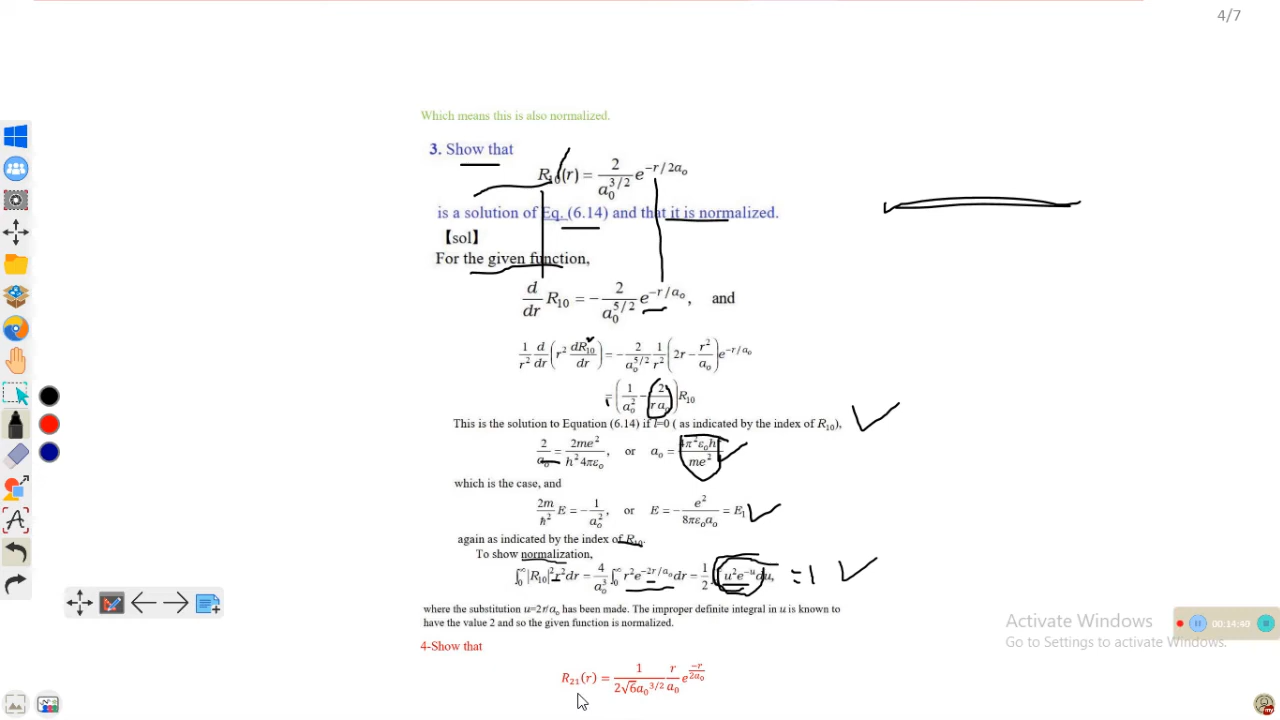 4/7
Which means this is also normalized.
3. Show that
R₁₀(r) = 2/a₀^{3/2} e^{-r/2a₀}
is a solution of Eq. (6.14) and that it is normalized.
【sol】
For the given function,
d/dr R₁₀ = - 2/a₀^{5/2} e^{-r/a₀}, and
1/r² d/dr (r² dR₁₀/dr) = - 2/a₀^{5/2} 1/r² (2r - r²/a₀) e^{-r/a₀}
= (1/a₀² - 2/(r a₀)) R₁₀
This is the solution to Equation (6.14) if l=0 ( as indicated by the index of R₁₀),
2/a₀ = 2me²/h²4πε₀, or a₀ = 4π²ε₀h/me²
which is the case, and
2m/ħ² E = - 1/a₀², or E = - e²/8πε₀a₀ = E₁
again as indicated by the index of R₁₀.
To show normalization,
∫₀^∞ |R₁₀|² r² dr = 4/a₀³ ∫₀^∞ r² e^{-2r/a₀} dr = 1/2 ∫ u² e^{-u} du, = 1
where the substitution u=2r/a₀ has been made. The improper definite integral in u is known to
have the value 2 and so the given function is normalized.
4-Show that
R₂₁(r) = 1/(2√6 a₀^{3/2}) r/a₀ e^{-r/2a₀}
Activate Windows
Go to Settings to activate Windows.
00:14:40